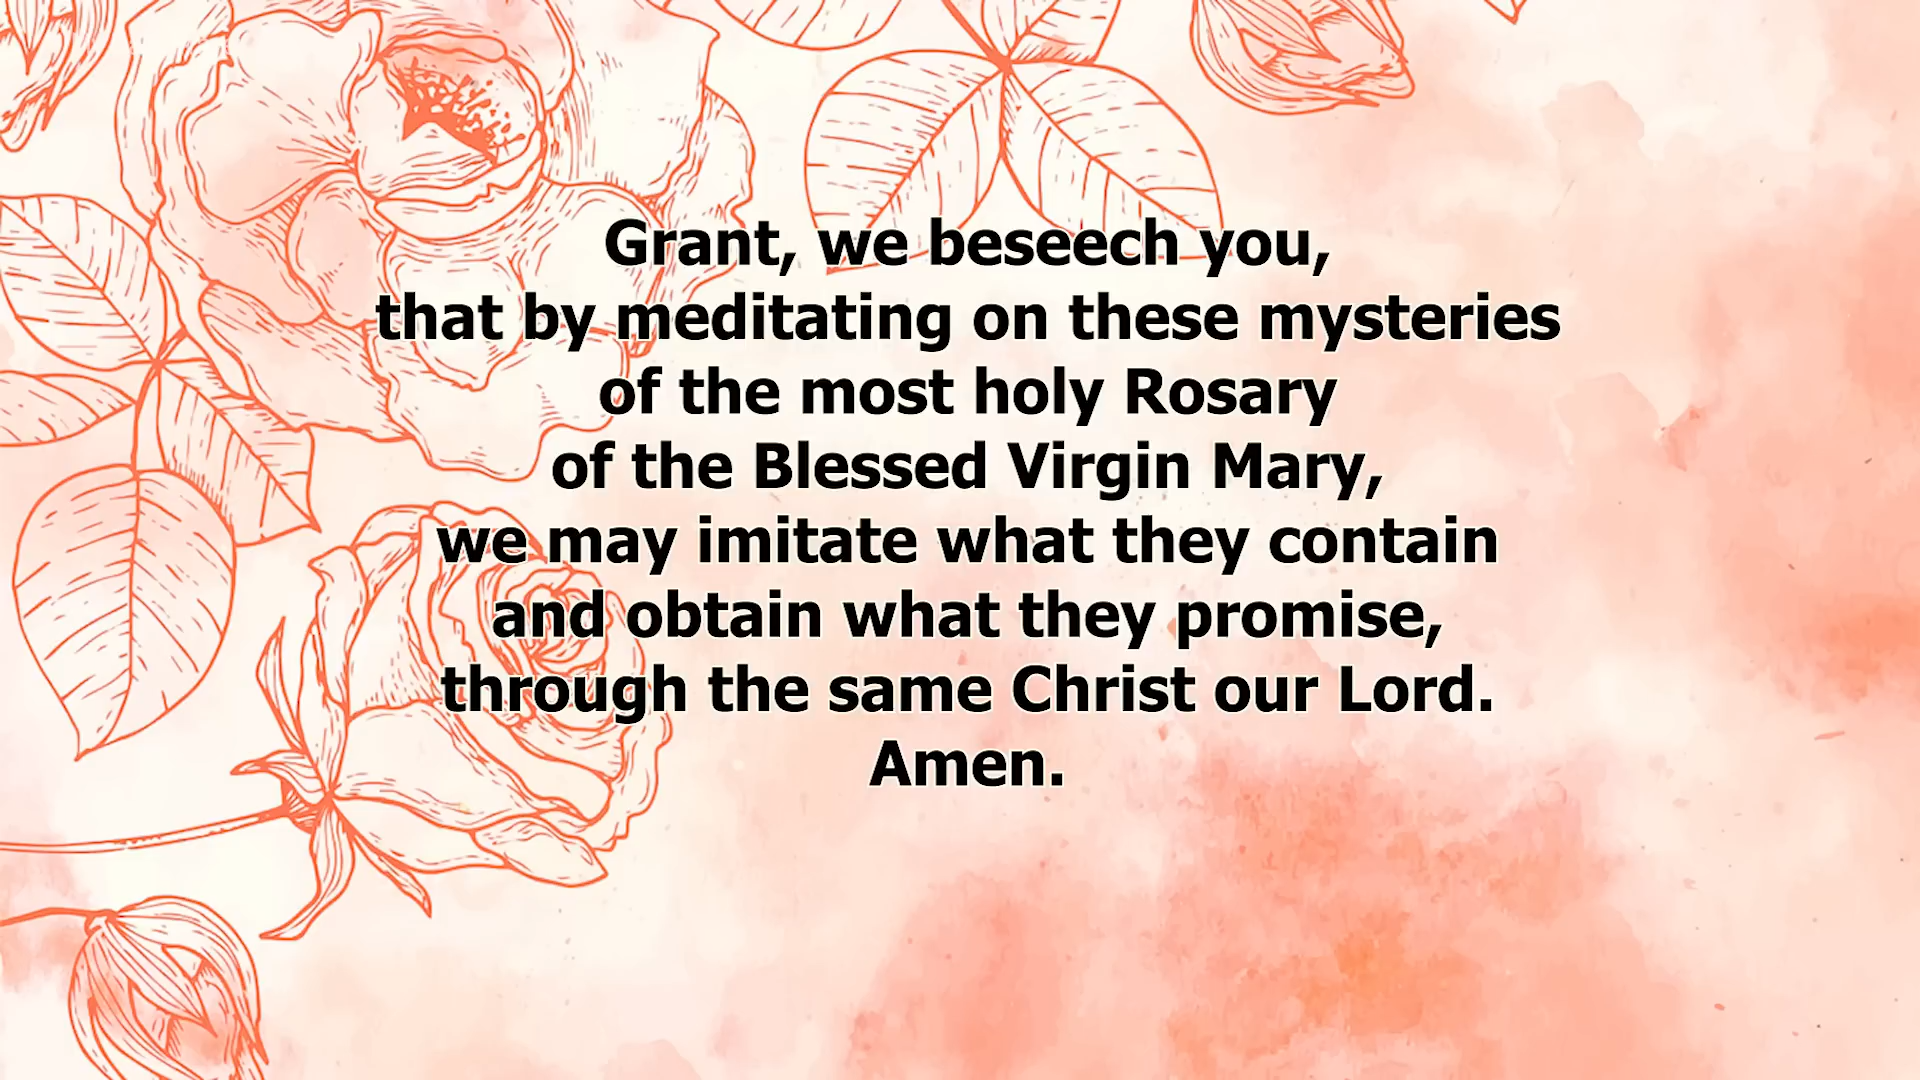 Grant, we beseech you,
that by meditating on these mysteries
of the most holy Rosary
of the Blessed Virgin Mary,
we may imitate what they contain
and obtain what they promise,
through the same Christ our Lord.
Amen.